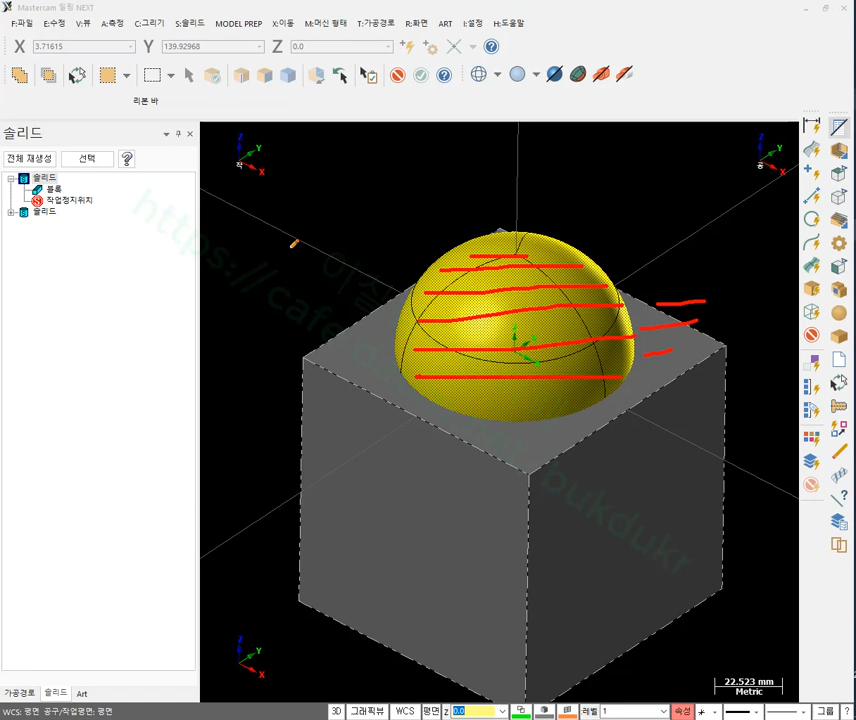 Mastercam 밀링 NEXT
F:파일 E:수정 V:뷰 A:측정 C:그리기 S:솔리드 MODEL PREP X:이동 M:머신 형태 T:가공경로 R:화면 ART I:설정 H:도움말
X 3.71615 Y 139.92968 Z 0.0
리본 바
솔리드
전체 재생성 선택
솔리드
블록
작업정지위치
솔리드
Z Y X
Z Y X
Z Y X
22.523 mm
Metric
가공경로 솔리드 Art
3D 그래픽뷰 WCS 평면 Z 0.0 레벨 1 속성 그룹 ?
WCS: 평면 공구/작업평면: 평면